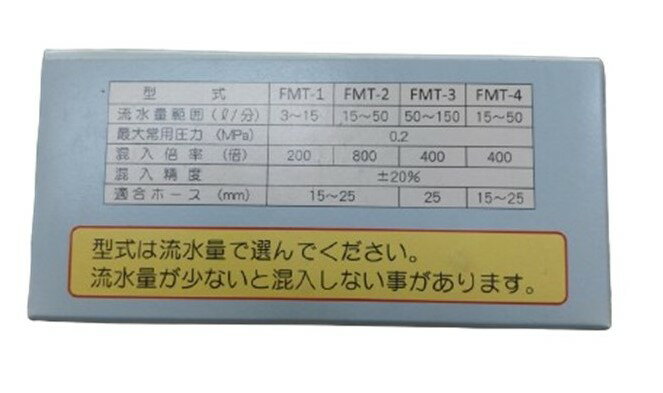 型 式 FMT-1 FMT-2 FMT-3 FMT-4
流水量範囲(ℓ/分) 3～15 15～50 50～150 15～50
最大常用圧力(MPa) 0.2
混入倍率(倍) 200 800 400 400
混入精度 ±20%
適合ホース(mm) 15～25 25 15～25
型式は流水量で選んでください。
流水量が少ないと混入しない事があります。